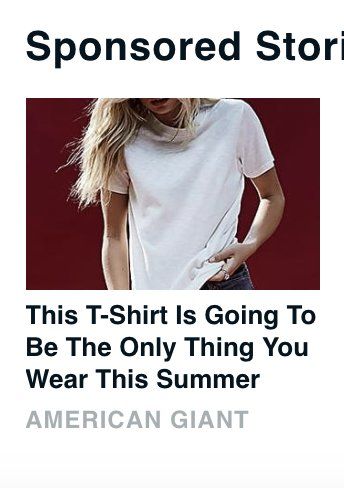 Sponsored Stori
This T-Shirt Is Going To
Be The Only Thing You
Wear This Summer
AMERICAN GIANT